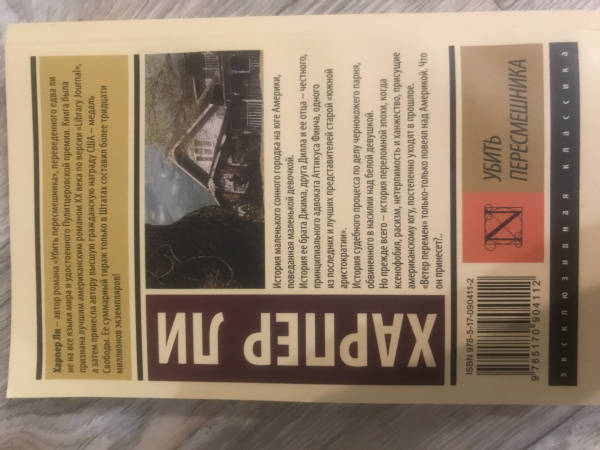 Харпер Ли — автор романа «Убить пересмешника», переведенного едва ли
не на все языки мира и удостоенного Пулитцеровской премии. Книга была
признана лучшим американским романом XX века по версии «Library Journal»,
а затем принесла автору высшую гражданскую награду США — медаль
Свободы. Ее суммарный тираж только в Штатах составил более тридцати
миллионов экземпляров!
ХАРПЕР ЛИ
История маленького сонного городка на юге Америки,
поведанная маленькой девочкой.
История ее брата Джима, друга Дилла и ее отца — честного,
принципиального адвоката Аттикуса Финча, одного
из последних и лучших представителей старой «южной
аристократии».
История судебного процесса по делу чернокожего парня,
обвиненного в насилии над белой девушкой.
Но прежде всего — история переломной эпохи, когда
ксенофобия, расизм, нетерпимость и ханжество, присущие
американскому югу, постепенно уходят в прошлое.
«Ветер перемен» только-только повеял над Америкой. Что
он принесет?..
УБИТЬ
ПЕРЕСМЕШНИКА
N
ISBN 978-5-17-090411-2
9 785170 904112
эксклюзивная классика